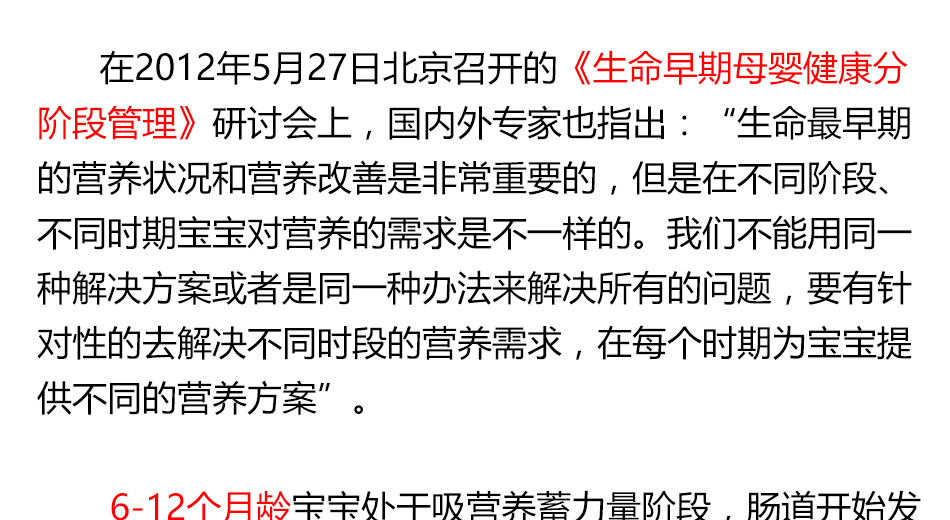 在2012年5月27日北京召开的《生命早期母婴健康分
阶段管理》研讨会上，国内外专家也指出：“生命最早期
的营养状况和营养改善是非常重要的，但是在不同阶段、
不同时期宝宝对营养的需求是不一样的。我们不能用同一
种解决方案或者是同一种办法来解决所有的问题，要有针
对性的去解决不同时段的营养需求，在每个时期为宝宝提
供不同的营养方案”。
6-12个月龄宝宝处于吸营养蓄力量阶段，肠道开始发